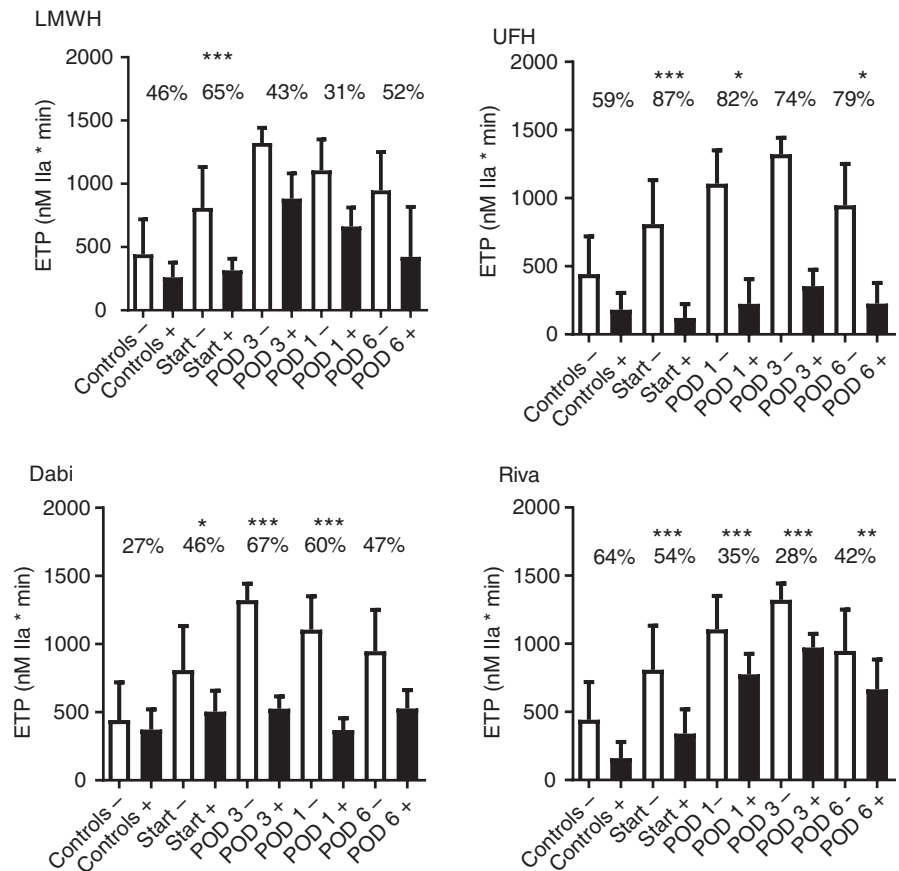 LMWH
2000
1500
1000
500
0
ETP (nM IIa * min)
***
46% 65% 43% 31% 52%
Controls – Controls + Start – Start + POD 3 – POD 3 + POD 1 – POD 1 + POD 6 – POD 6 +
UFH
2000
1500
1000
500
0
ETP (nM IIa * min)
*** * *
59% 87% 82% 74% 79%
Controls – Controls + Start – Start + POD 1 – POD 1 + POD 3 – POD 3 + POD 6 – POD 6 +
Dabi
2000
1500
1000
500
0
ETP (nM IIa * min)
* *** ***
27% 46% 67% 60% 47%
Controls – Controls + Start – Start + POD 3 – POD 3 + POD 1 – POD 1 + POD 6 – POD 6 +
Riva
2000
1500
1000
500
0
ETP (nM IIa * min)
*** *** *** **
64% 54% 35% 28% 42%
Controls – Controls + Start – Start + POD 1 – POD 1 + POD 3 – POD 3 + POD 6 - POD 6 +